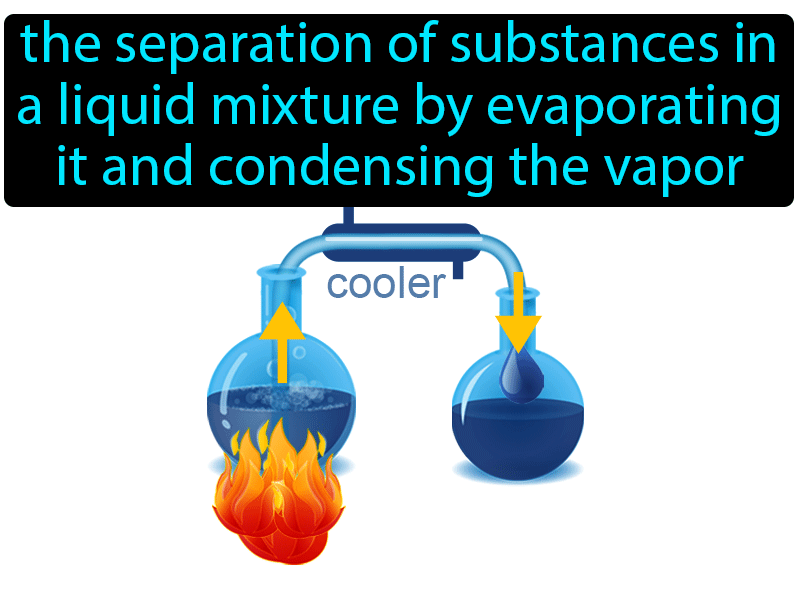 the separation of substances in
a liquid mixture by evaporating
it and condensing the vapor
cooler